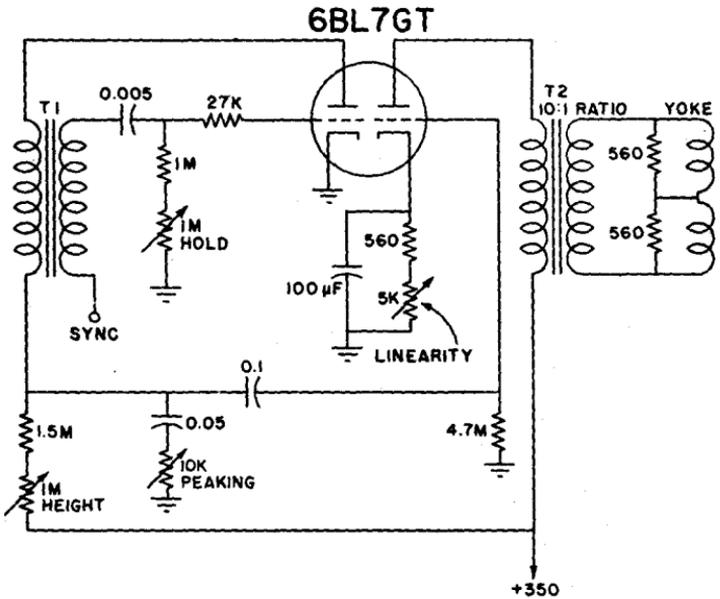 6BL7GT
T1
0.005
27K
T2
10:1 RATIO
YOKE
1M
1M
HOLD
560
560
560
100 µF
5K
SYNC
LINEARITY
0.1
1.5M
0.05
4.7M
10K
PEAKING
1M
HEIGHT
+350